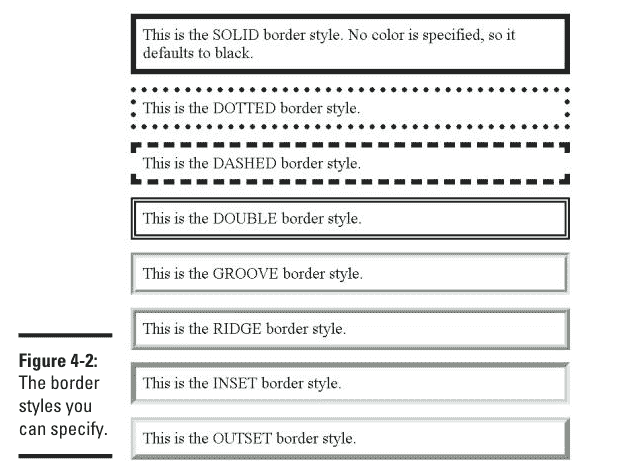 This is the SOLID border style. No color is specified, so it
defaults to black.
This is the DOTTED border style.
This is the DASHED border style.
This is the DOUBLE border style.
This is the GROOVE border style.
This is the RIDGE border style.
This is the INSET border style.
This is the OUTSET border style.
Figure 4-2:
The border
styles you
can specify.